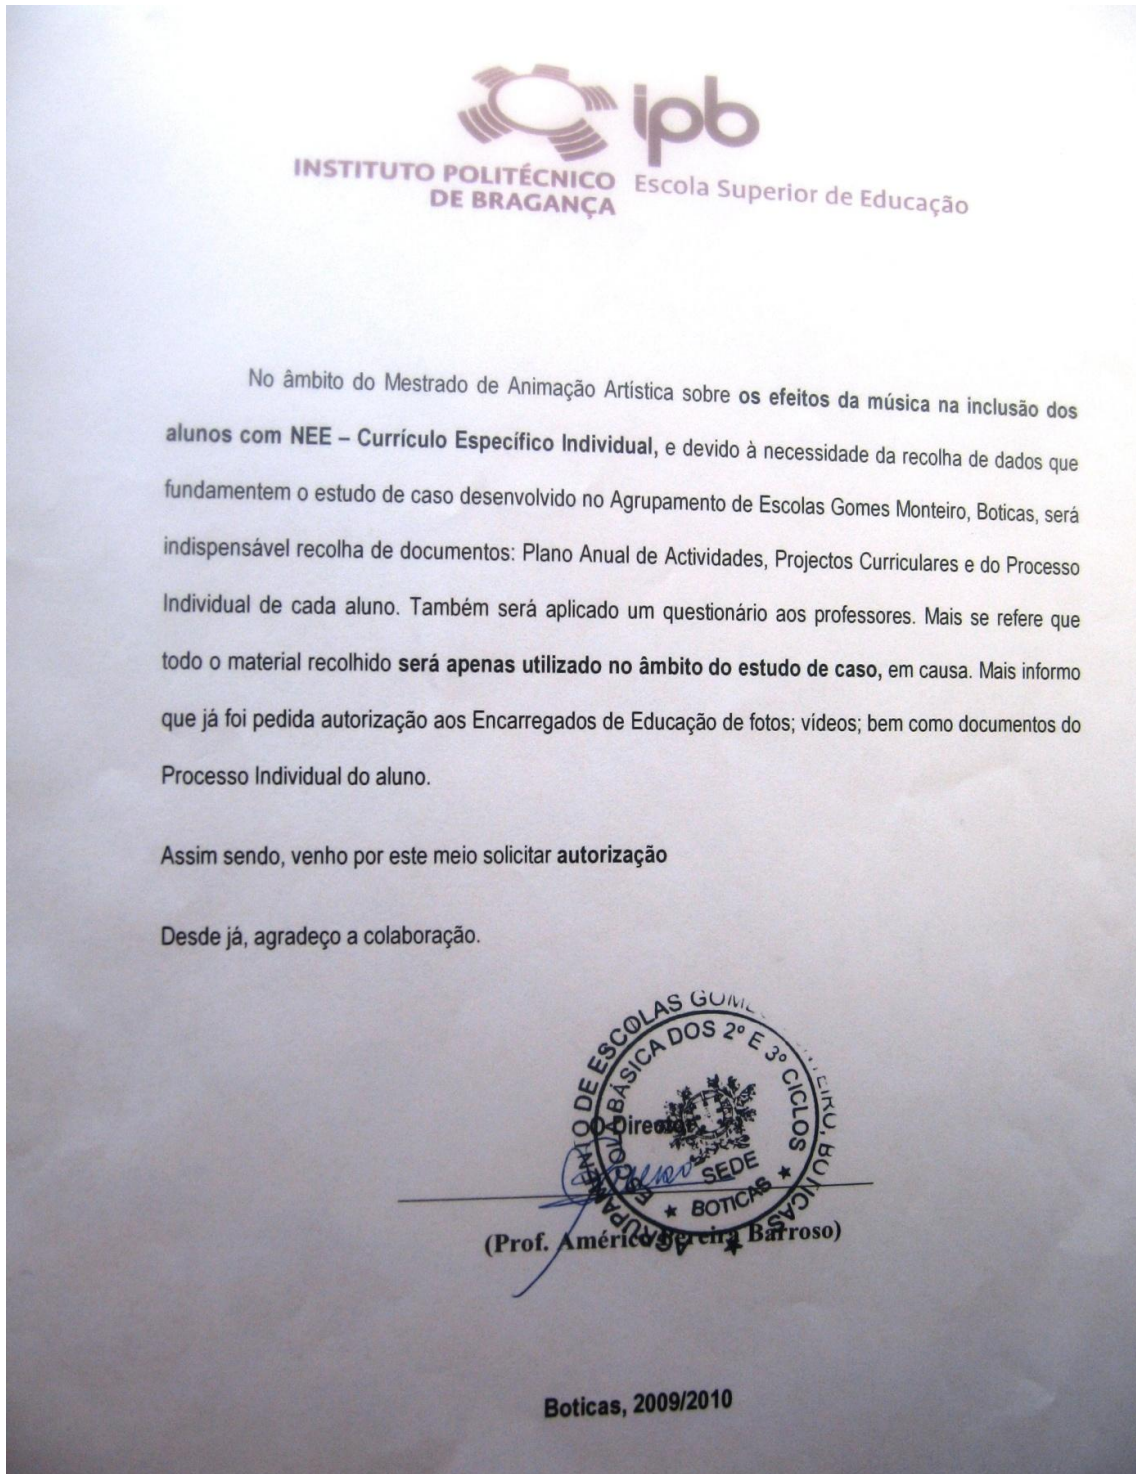 ipb
INSTITUTO POLITÉCNICO
DE BRAGANÇA
Escola Superior de Educação
No âmbito do Mestrado de Animação Artística sobre os efeitos da música na inclusão dos
alunos com NEE – Currículo Específico Individual, e devido à necessidade da recolha de dados que
fundamentem o estudo de caso desenvolvido no Agrupamento de Escolas Gomes Monteiro, Boticas, será
indispensável recolha de documentos: Plano Anual de Actividades, Projectos Curriculares e do Processo
Individual de cada aluno. Também será aplicado um questionário aos professores. Mais se refere que
todo o material recolhido será apenas utilizado no âmbito do estudo de caso, em causa. Mais informo
que já foi pedida autorização aos Encarregados de Educação de fotos; vídeos; bem como documentos do
Processo Individual do aluno.
Assim sendo, venho por este meio solicitar autorização
Desde já, agradeço a colaboração.
AGRUPAMENTO DE ESCOLAS GOMES MONTEIRO, BOTICAS
ESCOLA BÁSICA DOS 2º E 3º CICLOS
O Director
SEDE
BOTICAS
(Prof. Américo Pereira Barroso)
Boticas, 2009/2010